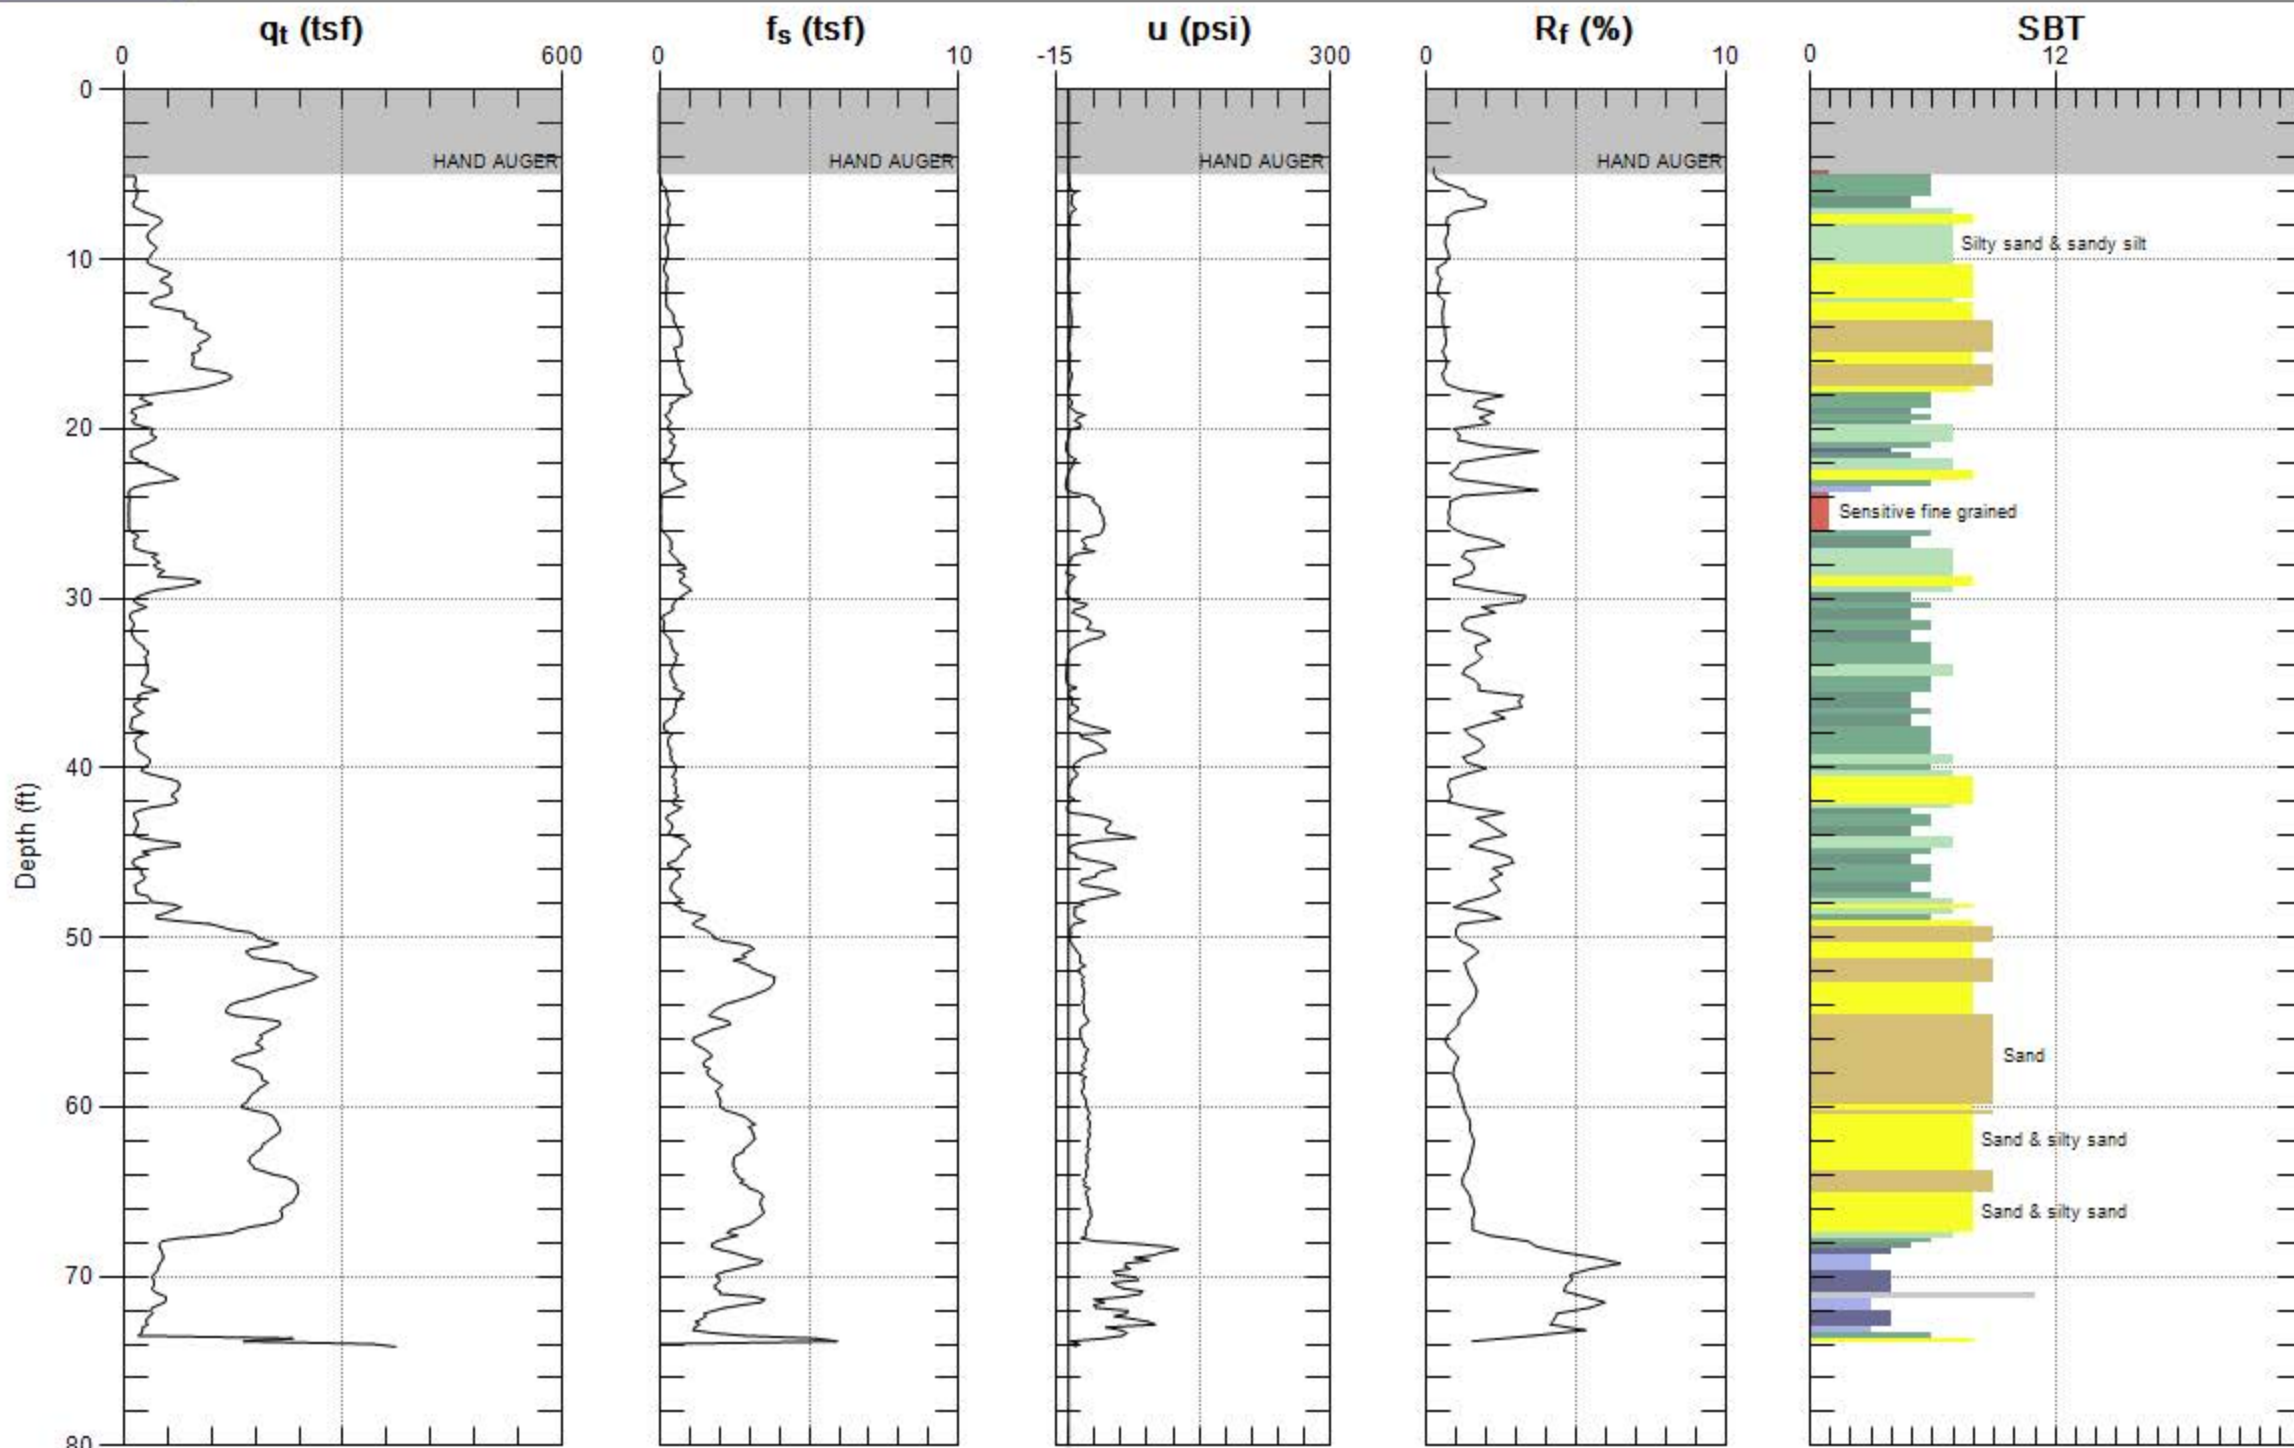 qt (tsf) fs (tsf) u (psi) Rf (%) SBT
0 600 0 10 -15 300 0 10 0 12
0
HAND AUGER HAND AUGER HAND AUGER HAND AUGER
10
Silty sand & sandy silt
20
Sensitive fine grained
30
40
Depth (ft)
50
Sand
60
Sand & silty sand
Sand & silty sand
70
80